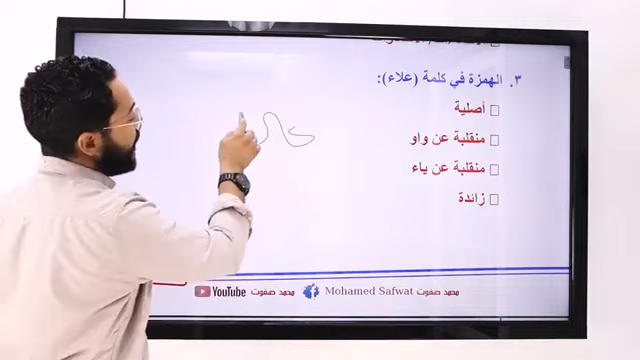 ٣. الهمزة في كلمة (علاء):
□ أصلية
□ منقلبة عن واو
□ منقلبة عن ياء
□ زائدة
YouTube محمد صفوت Mohamed Safwat محمد صفوت